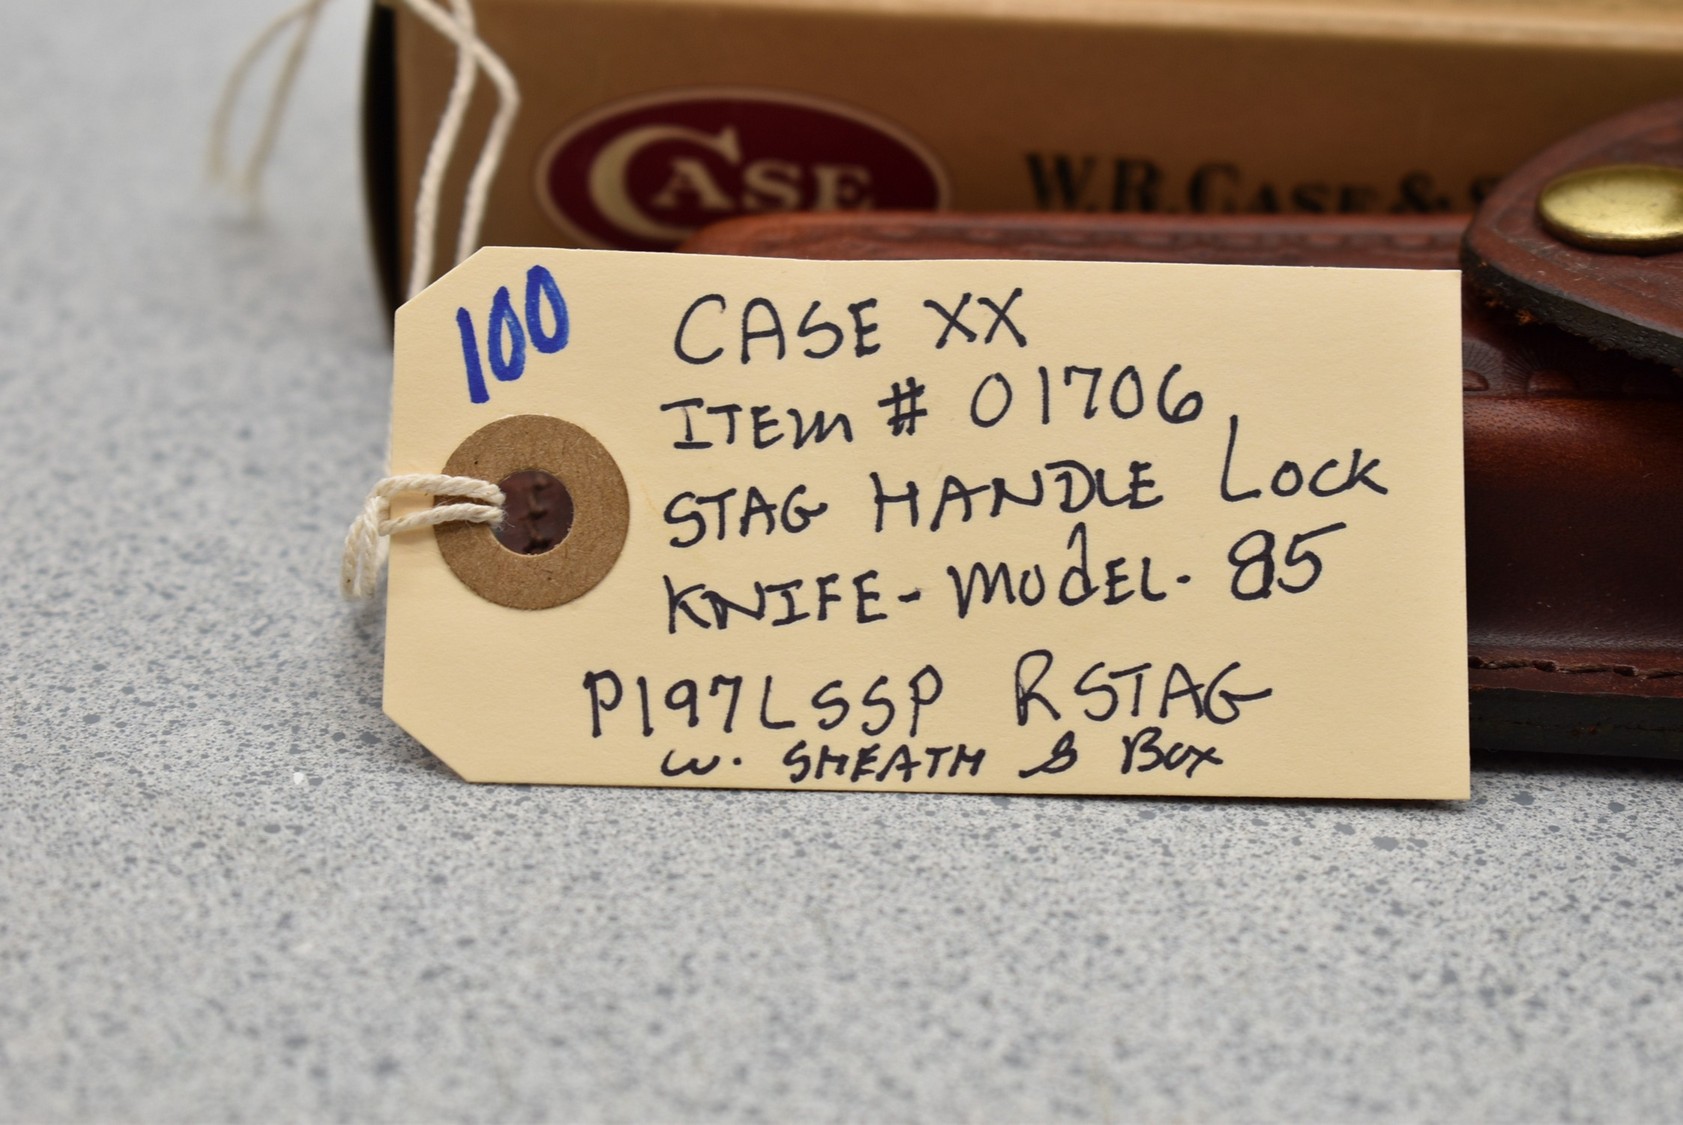 CASE
W.R. CASE &
100
CASE XX
ITEM # 01706
STAG HANDLE LOCK
KNIFE - MODEL - 85
P197LSSP RSTAG
W. SHEATH & BOX